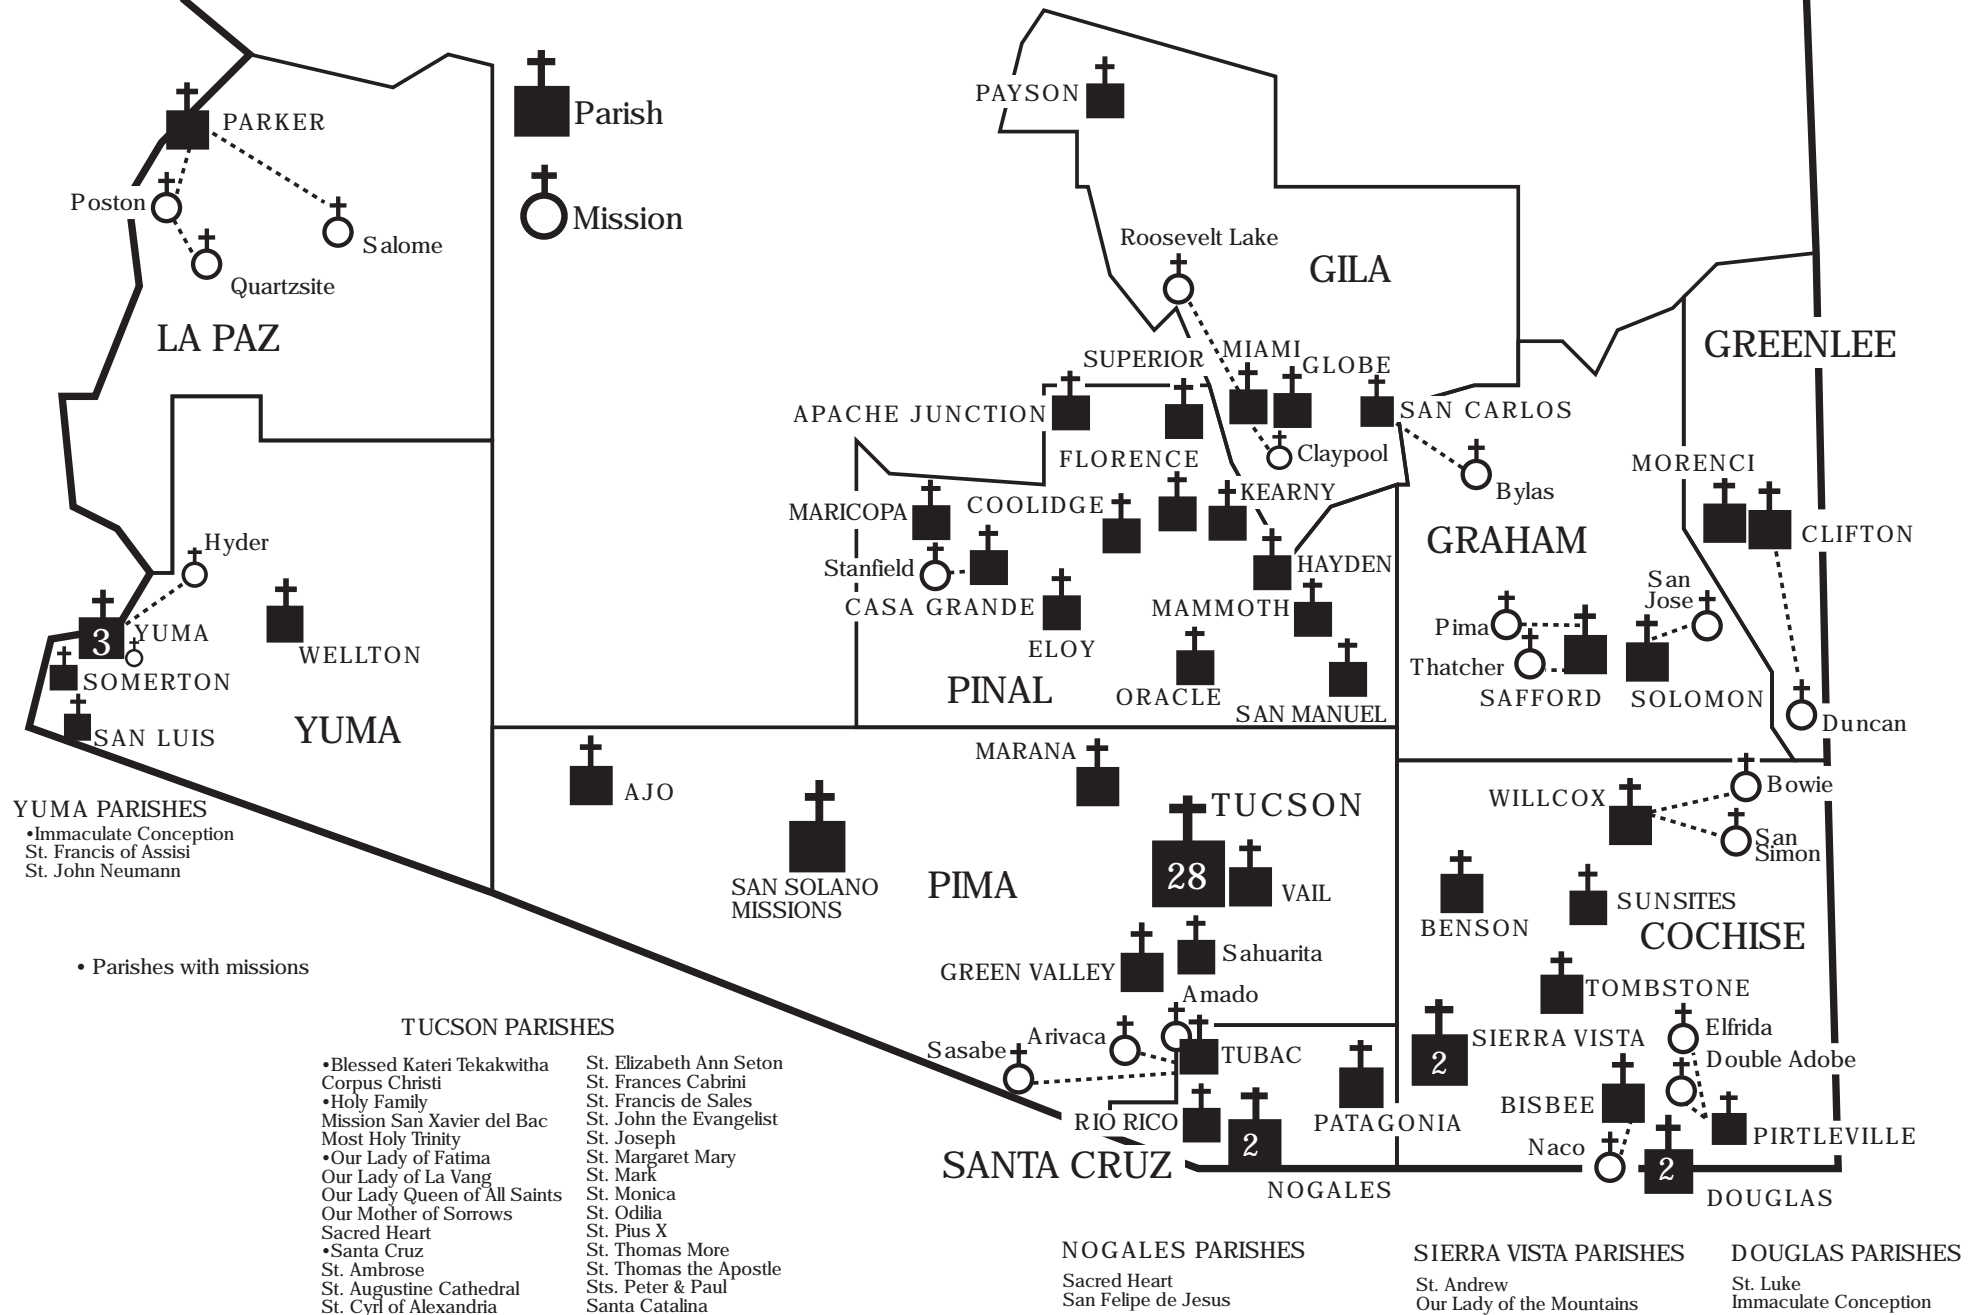 Parish
Mission
PARKER
Poston
Salome
Quartzsite
LA PAZ
PAYSON
Roosevelt Lake
GILA
GREENLEE
SUPERIOR
MIAMI
GLOBE
APACHE JUNCTION
SAN CARLOS
FLORENCE
Claypool
MORENCI
Bylas
KEARNY
MARICOPA
COOLIDGE
CLIFTON
GRAHAM
Hyder
Stanfield
HAYDEN
CASA GRANDE
MAMMOTH
San
Jose
Pima
3
YUMA
WELLTON
ELOY
Thatcher
SOMERTON
PINAL
ORACLE
SAFFORD
SOLOMON
SAN MANUEL
Duncan
SAN LUIS
YUMA
MARANA
AJO
TUCSON
WILLCOX
Bowie
San
Simon
YUMA PARISHES
•Immaculate Conception
St. Francis of Assisi
St. John Neumann
SAN SOLANO
MISSIONS
PIMA
28
VAIL
BENSON
SUNSITES
COCHISE
• Parishes with missions
GREEN VALLEY
Sahuarita
Amado
TOMBSTONE
Arivaca
Sasabe
TUBAC
2
SIERRA VISTA
Elfrida
Double Adobe
RIO RICO
2
PATAGONIA
BISBEE
Naco
PIRTLEVILLE
SANTA CRUZ
NOGALES
2
DOUGLAS
TUCSON PARISHES
•Blessed Kateri Tekakwitha
Corpus Christi
•Holy Family
Mission San Xavier del Bac
Most Holy Trinity
•Our Lady of Fatima
Our Lady of La Vang
Our Lady Queen of All Saints
Our Mother of Sorrows
Sacred Heart
•Santa Cruz
St. Ambrose
St. Augustine Cathedral
St. Cyrl of Alexandria
St. Elizabeth Ann Seton
St. Frances Cabrini
St. Francis de Sales
St. John the Evangelist
St. Joseph
St. Margaret Mary
St. Mark
St. Monica
St. Odilia
St. Pius X
St. Thomas More
St. Thomas the Apostle
Sts. Peter & Paul
Santa Catalina
NOGALES PARISHES
Sacred Heart
San Felipe de Jesus
SIERRA VISTA PARISHES
St. Andrew
Our Lady of the Mountains
DOUGLAS PARISHES
St. Luke
Immaculate Conception